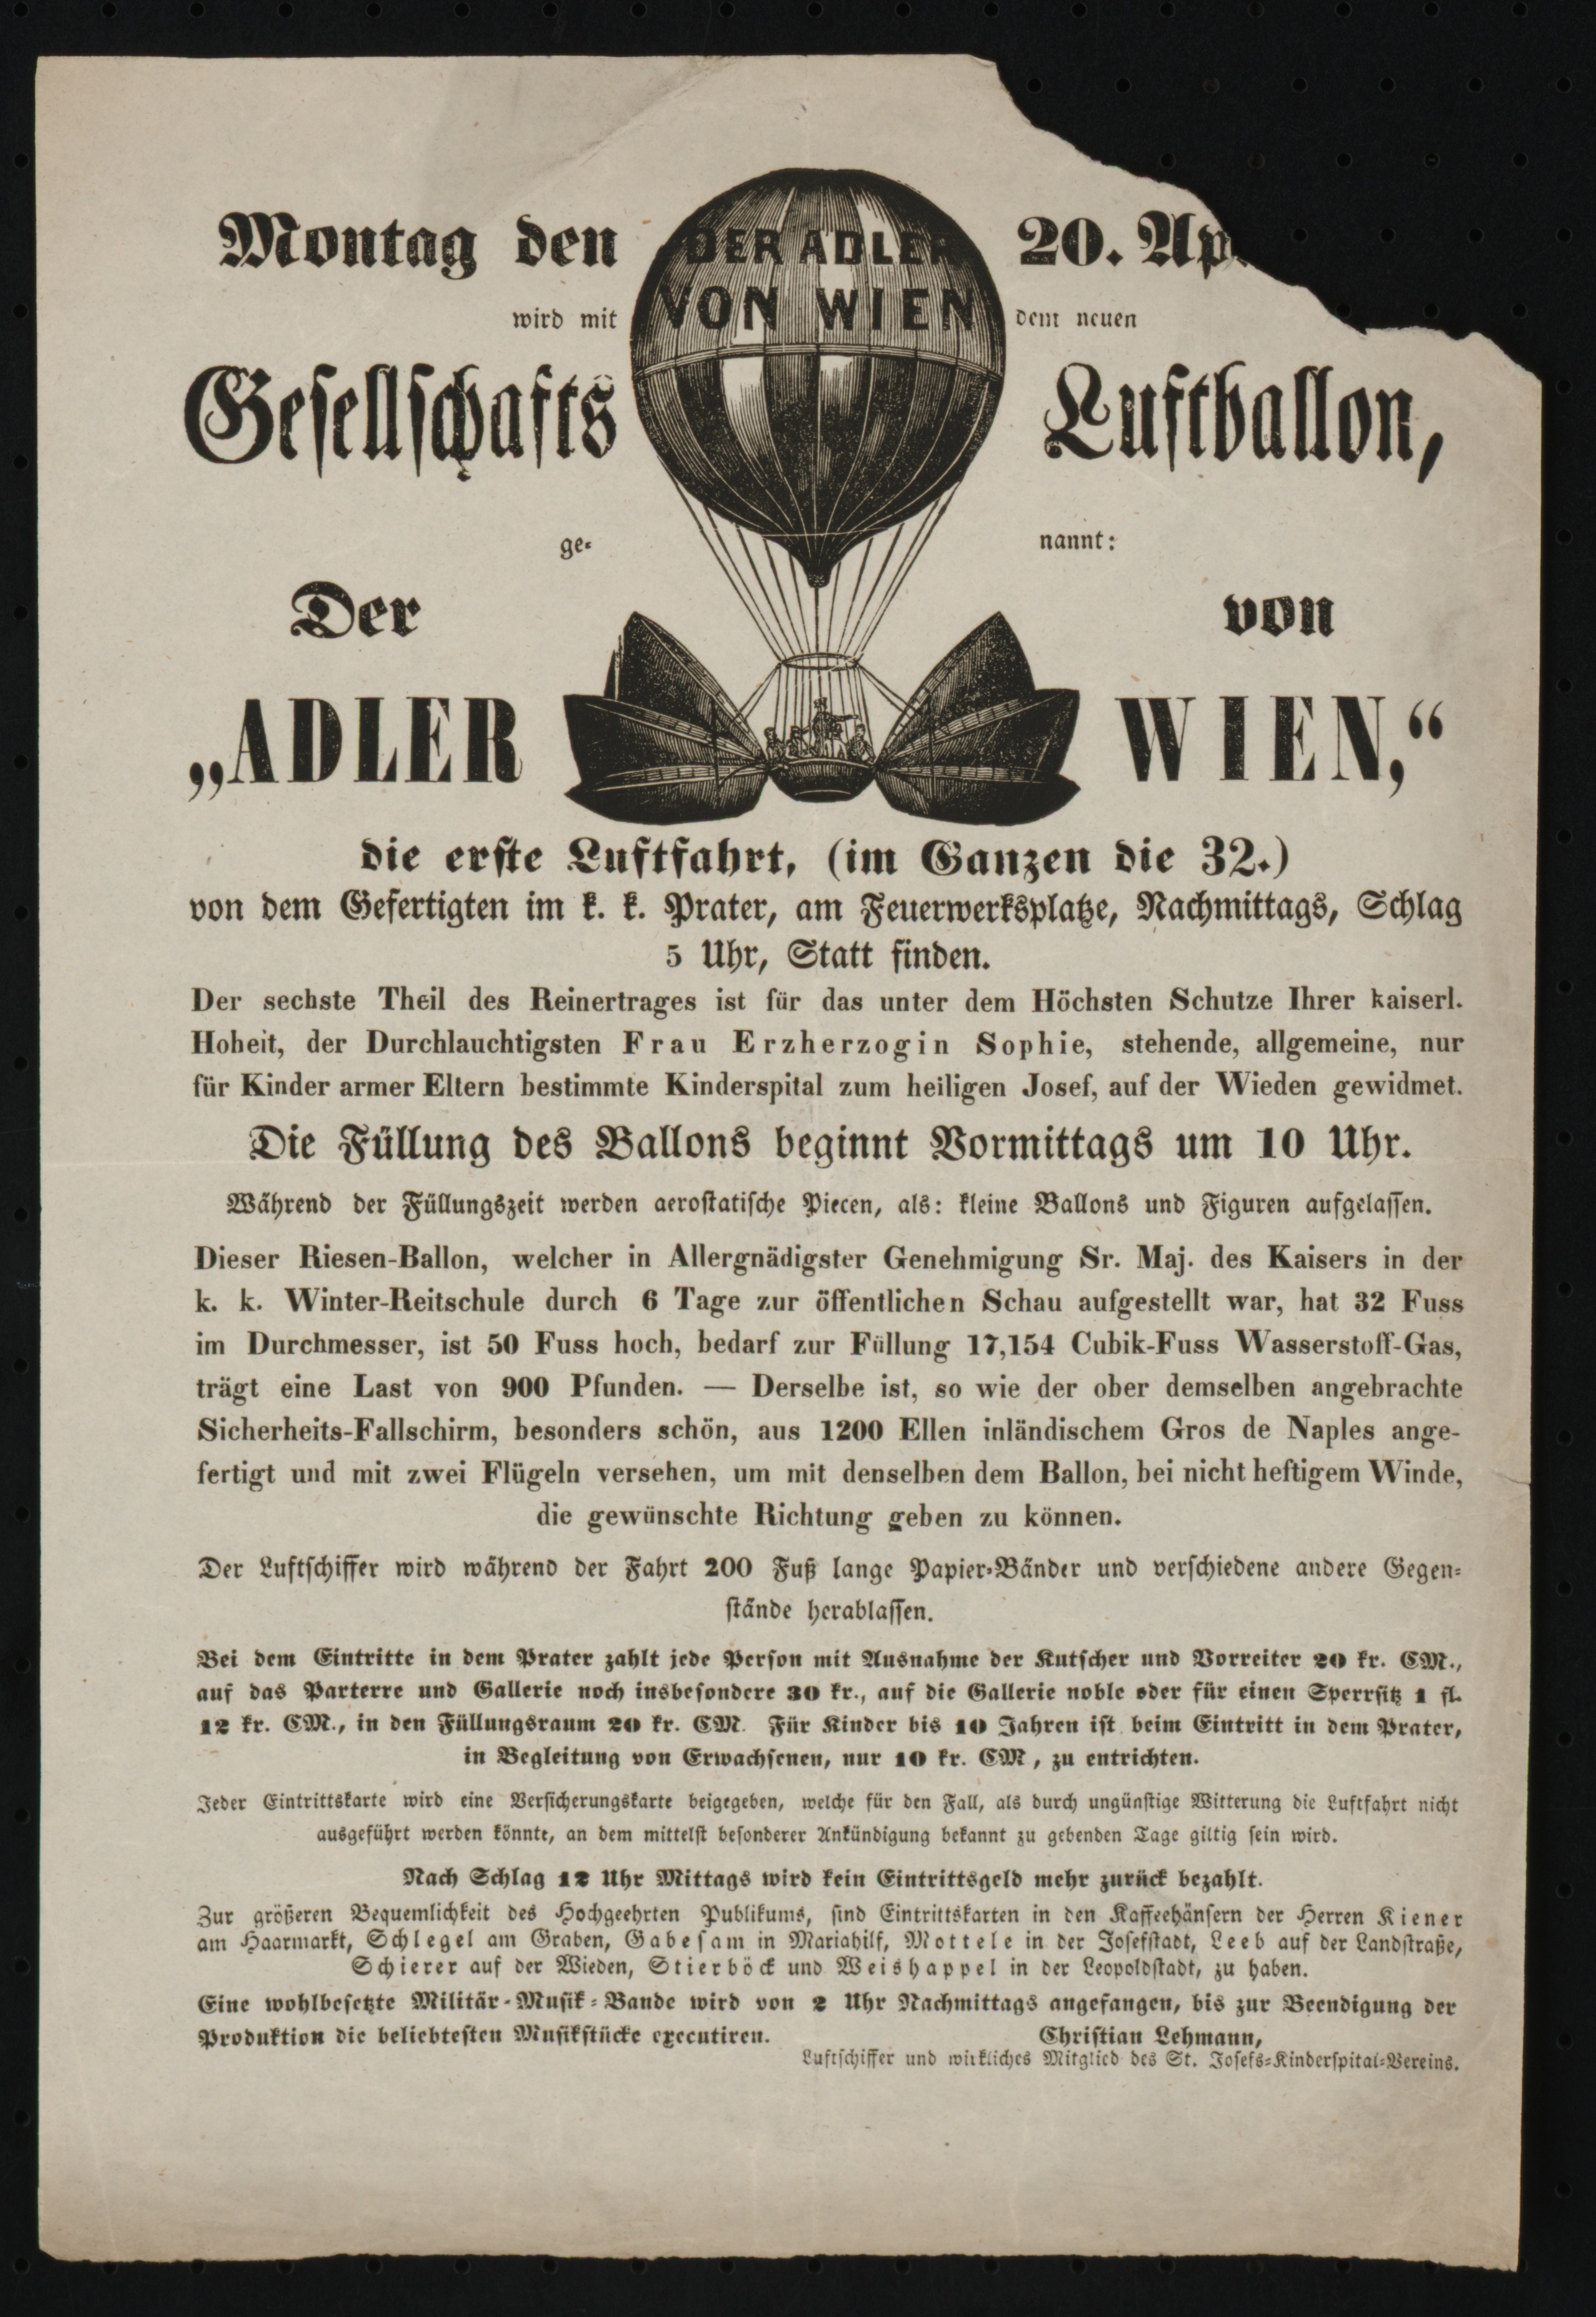 Montag den 20. Ap
DER ADLER
VON WIEN
wird mit dem neuen
Gesellschafts Luftballon,
ge- nannt:
Der von
„ADLER WIEN,“
die erste Luftfahrt, (im Ganzen die 32.)
von dem Gefertigten im k. k. Prater, am Feuerwerksplatze, Nachmittags, Schlag
5 Uhr, Statt finden.
Der sechste Theil des Reinertrages ist für das unter dem Höchsten Schutze Ihrer kaiserl.
Hoheit, der Durchlauchtigsten Frau Erzherzogin Sophie, stehende, allgemeine, nur
für Kinder armer Eltern bestimmte Kinderspital zum heiligen Josef, auf der Wieden gewidmet.
Die Füllung des Ballons beginnt Vormittags um 10 Uhr.
Während der Füllungszeit werden aerostatische Piecen, als: kleine Ballons und Figuren aufgelassen.
Dieser Riesen-Ballon, welcher in Allergnädigster Genehmigung Sr. Maj. des Kaisers in der
k. k. Winter-Reitschule durch 6 Tage zur öffentlichen Schau aufgestellt war, hat 32 Fuss
im Durchmesser, ist 50 Fuss hoch, bedarf zur Füllung 17,154 Cubik-Fuss Wasserstoff-Gas,
trägt eine Last von 900 Pfunden. — Derselbe ist, so wie der ober demselben angebrachte
Sicherheits-Fallschirm, besonders schön, aus 1200 Ellen inländischem Gros de Naples ange-
fertigt und mit zwei Flügeln versehen, um mit denselben dem Ballon, bei nicht heftigem Winde,
die gewünschte Richtung geben zu können.
Der Luftschiffer wird während der Fahrt 200 Fuß lange Papier-Bänder und verschiedene andere Gegen-
stände herablassen.
Bei dem Eintritte in dem Prater zahlt jede Person mit Ausnahme der Kutscher und Vorreiter 20 kr. CM.,
auf das Parterre und Gallerie noch insbesondere 30 kr., auf die Gallerie noble oder für einen Sperrsitz 1 fl.
12 kr. CM., in den Füllungsraum 20 kr. CM. Für Kinder bis 10 Jahren ist beim Eintritt in dem Prater,
in Begleitung von Erwachsenen, nur 10 kr. CM, zu entrichten.
Jeder Eintrittskarte wird eine Versicherungskarte beigegeben, welche für den Fall, als durch ungünstige Witterung die Luftfahrt nicht
ausgeführt werden könnte, an dem mittelst besonderer Ankündigung bekannt zu gebenden Tage giltig sein wird.
Nach Schlag 12 Uhr Mittags wird kein Eintrittsgeld mehr zurück bezahlt.
Zur größeren Bequemlichkeit des Hochgeehrten Publikums, sind Eintrittskarten in den Kaffeehäusern der Herren Kiener
am Haarmarkt, Schlegel am Graben, Gabesam in Mariahilf, Mottele in der Josefstadt, Leeb auf der Landstraße,
Schierer auf der Wieden, Stierböck und Weishappel in der Leopoldstadt, zu haben.
Eine wohlbesetzte Militär-Musik-Bande wird von 2 Uhr Nachmittags angefangen, bis zur Beendigung der
Produktion die beliebtesten Musikstücke executiren.
Christian Lehmann,
Luftschiffer und wirkliches Mitglied des St. Josefs-Kinderspital-Vereins.